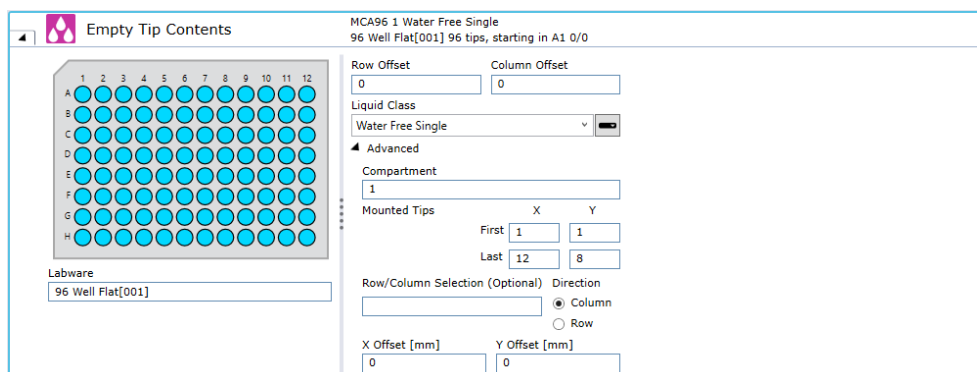 Empty Tip Contents
MCA96 1 Water Free Single
96 Well Flat[001] 96 tips, starting in A1 0/0
1 2 3 4 5 6 7 8 9 10 11 12
A
B
C
D
E
F
G
H
Labware
96 Well Flat[001]
Row Offset Column Offset
0 0
Liquid Class
Water Free Single
Advanced
Compartment
1
Mounted Tips X Y
First 1 1
Last 12 8
Row/Column Selection (Optional) Direction
Column
Row
X Offset [mm] Y Offset [mm]
0 0